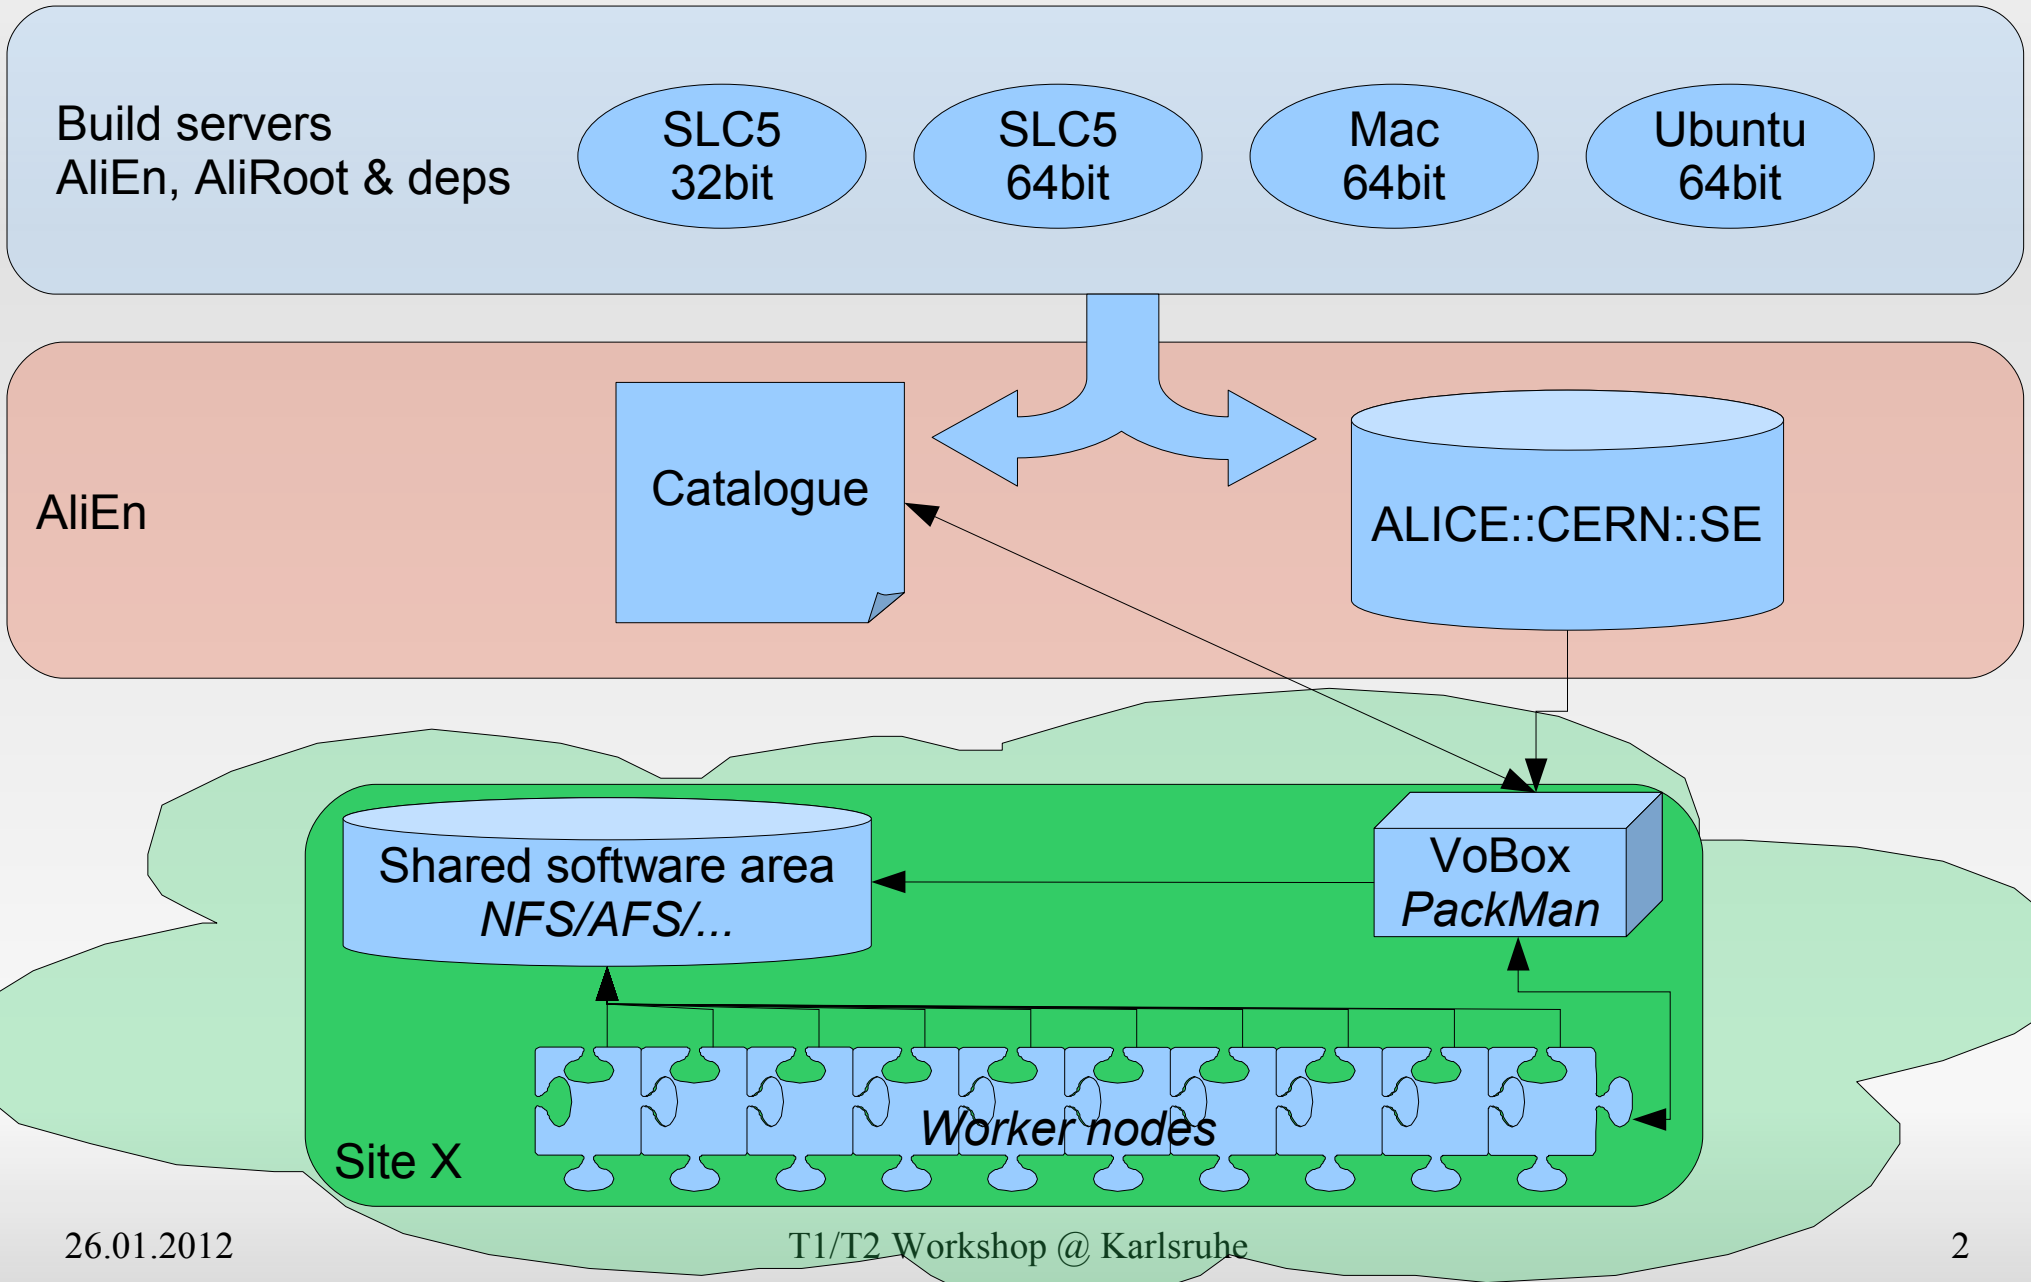 Build servers
AliEn, AliRoot & deps
SLC5
32bit
SLC5
64bit
Mac
64bit
Ubuntu
64bit
AliEn
Catalogue
ALICE::CERN::SE
Shared software area
NFS/AFS/...
VoBox
PackMan
Worker nodes
Site X
26.01.2012
T1/T2 Workshop @ Karlsruhe
2